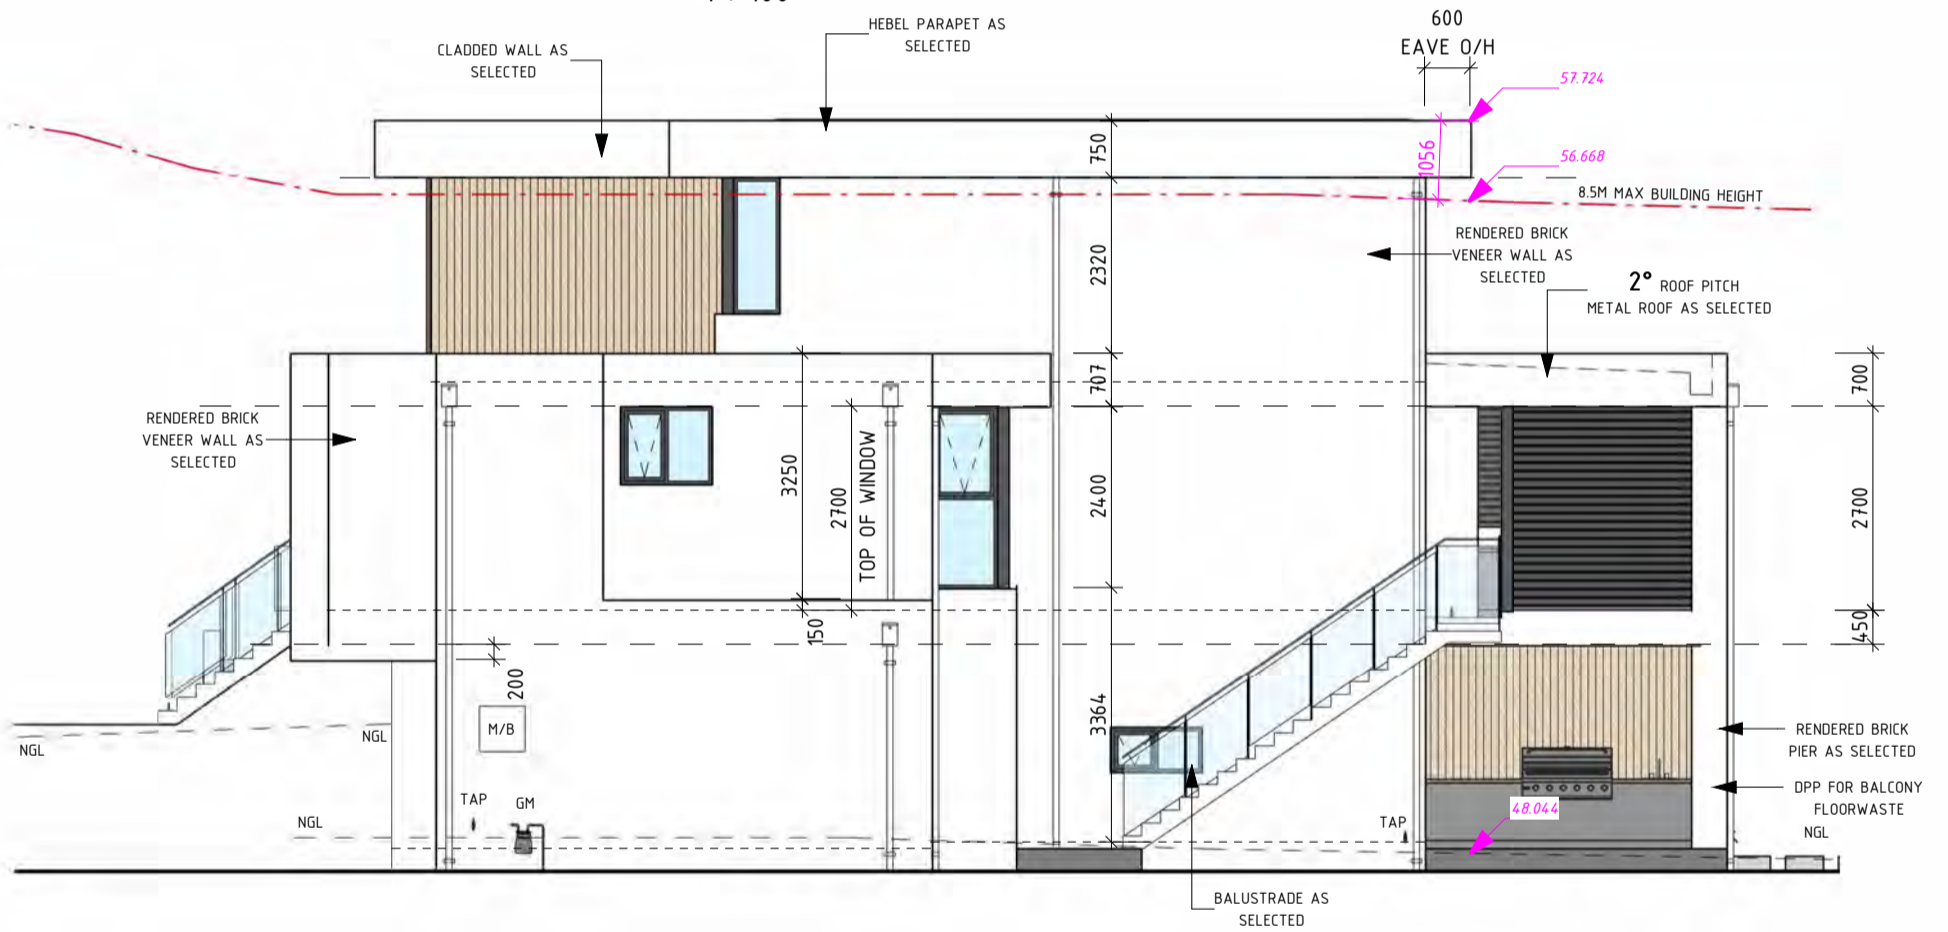 HEBEL PARAPET AS
SELECTED
600
EAVE O/H
CLADDED WALL AS
SELECTED
57.724
750
1056
56.668
8.5M MAX BUILDING HEIGHT
RENDERED BRICK
VENEER WALL AS
SELECTED
2320
2° ROOF PITCH
METAL ROOF AS SELECTED
707
700
RENDERED BRICK
VENEER WALL AS
SELECTED
3250
2700
TOP OF WINDOW
2400
2700
150
450
200
3364
M/B
NGL
NGL
RENDERED BRICK
PIER AS SELECTED
TAP
GM
DPP FOR BALCONY
FLOORWASTE
NGL
48.044
TAP
NGL
BALUSTRADE AS
SELECTED